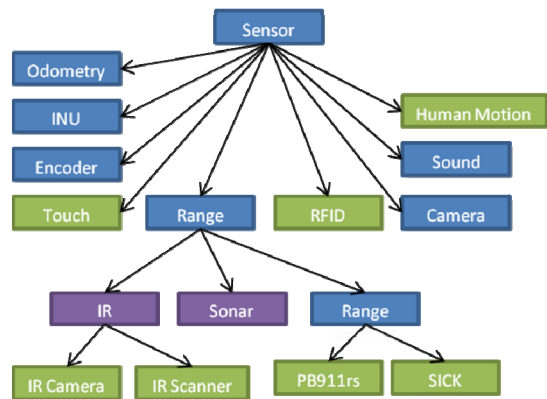 Sensor
Odometry
Human Motion
INU
Sound
Encoder
Touch
Range
RFID
Camera
IR
Sonar
Range
IR Camera
IR Scanner
PB911rs
SICK